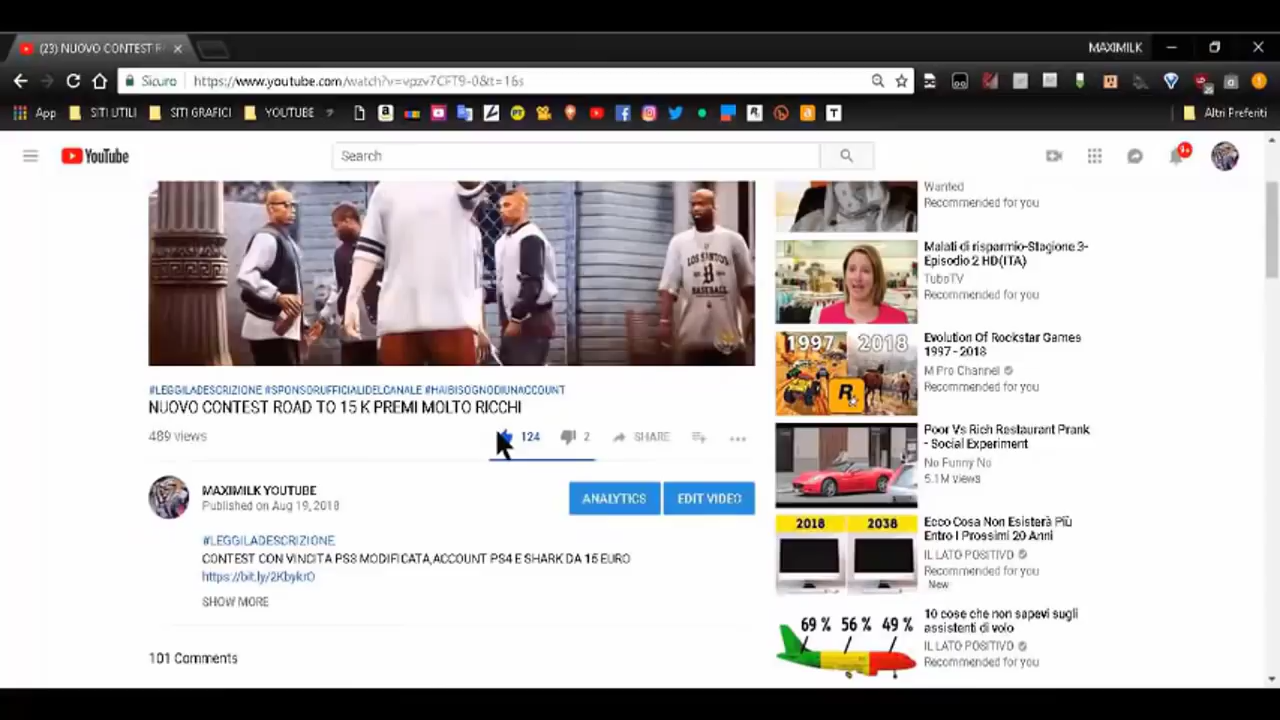 (23) NUOVO CONTEST R
MAXIMILK
Sicuro
https://www.youtube.com/watch?v=vpzv7CFT9-0&t=16s
App
SITI UTILI
SITI GRAFICI
YOUTUBE
Altri Preferiti
YouTube
Search
9+
LOS SANTOS
BASEBALL
#LEGGILADESCRIZIONE #SPONSORUFFICIALIDELCANALE #HAIBISOGNODIUNACCOUNT
NUOVO CONTEST ROAD TO 15 K PREMI MOLTO RICCHI
489 views
124
2
SHARE
MAXIMILK YOUTUBE
Published on Aug 19, 2018
ANALYTICS
EDIT VIDEO
#LEGGILADESCRIZIONE
CONTEST CON VINCITA PS3 MODIFICATA,ACCOUNT PS4 E SHARK DA 15 EURO
https://bit.ly/2KbykrO
SHOW MORE
101 Comments
Wanted
Recommended for you
Malati di risparmio-Stagione 3-
Episodio 2 HD(ITA)
TuboTV
Recommended for you
1997
2018
R
Evolution Of Rockstar Games
1997 - 2018
M Pro Channel
Recommended for you
Poor Vs Rich Restaurant Prank
- Social Experiment
No Funny No
5.1M views
2018
2038
Ecco Cosa Non Esisterà Più
Entro I Prossimi 20 Anni
IL LATO POSITIVO
Recommended for you
New
69 % 56 % 49 %
10 cose che non sapevi sugli
assistenti di volo
IL LATO POSITIVO
Recommended for you